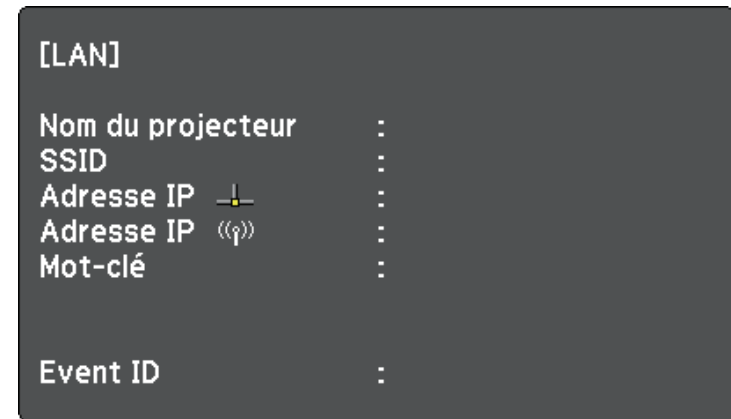 [LAN]
Nom du projecteur :
SSID :
Adresse IP :
Adresse IP :
Mot-clé :
Event ID :